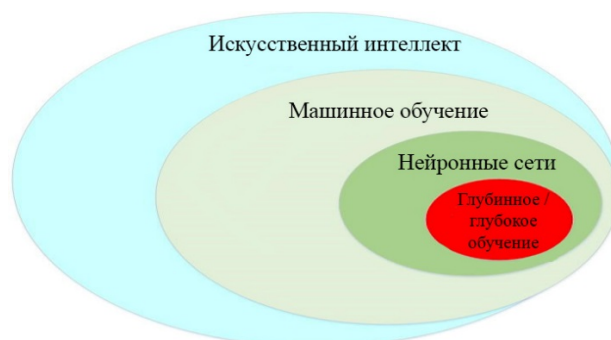 Искусственный интеллект
Машинное обучение
Нейронные сети
Глубинное /
глубокое
обучение